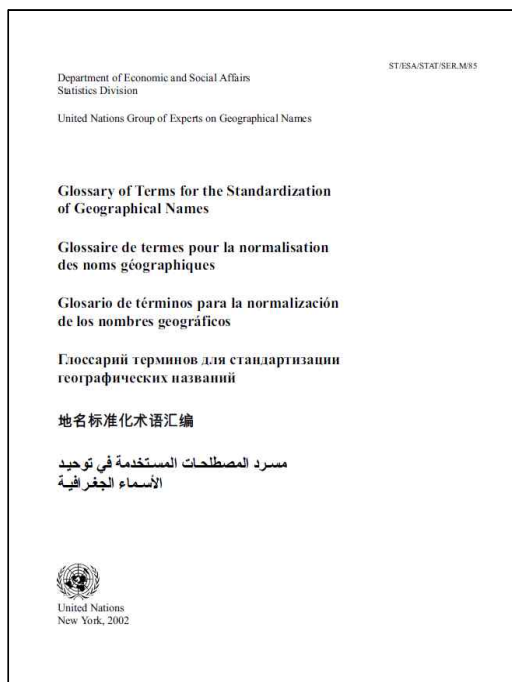 ST/ESA/STAT/SER.M/85
Department of Economic and Social Affairs
Statistics Division
United Nations Group of Experts on Geographical Names
Glossary of Terms for the Standardization
of Geographical Names
Glossaire de termes pour la normalisation
des noms géographiques
Glosario de términos para la normalización
de los nombres geográficos
Глоссарий терминов для стандартизации
географических названий
地名标准化术语汇编
مسرد المصطلحات المستخدمة في توحيد
الأسماء الجغرافية
United Nations
New York, 2002